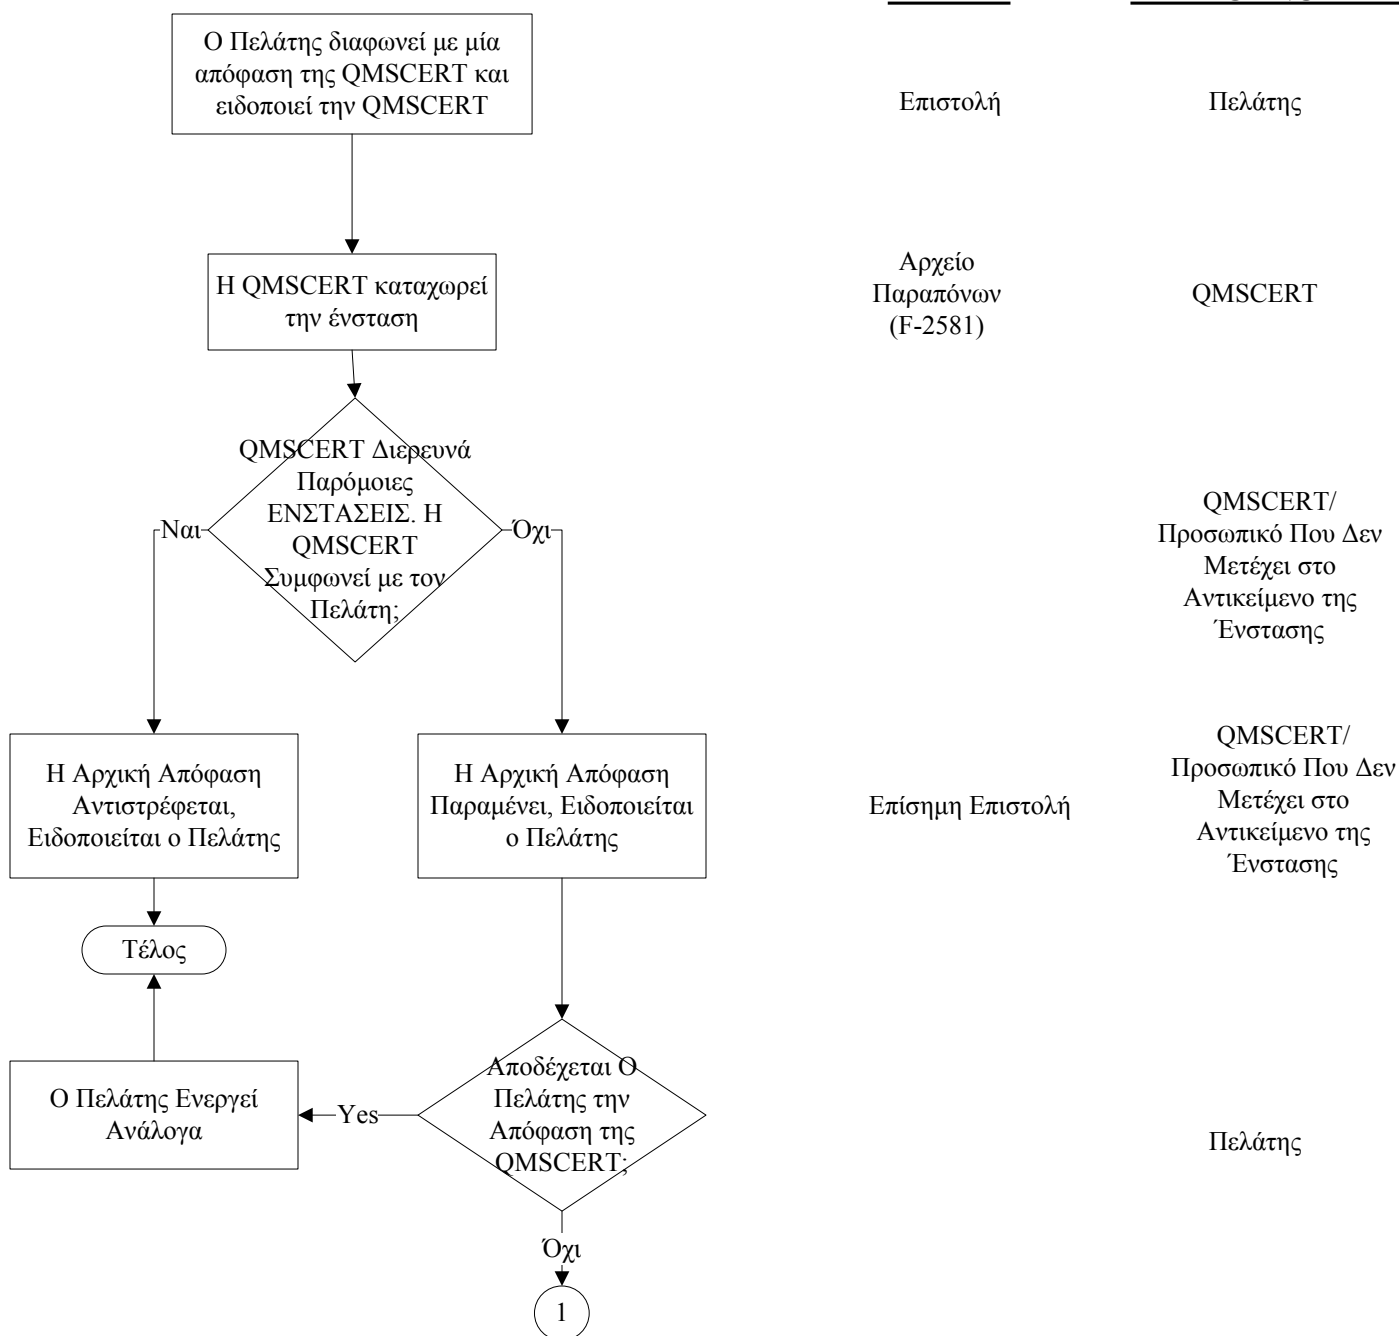 Ο Πελάτης διαφωνεί με μία
απόφαση της QMSCERT και
ειδοποιεί την QMSCERT
Επιστολή
Πελάτης
Η QMSCERT καταχωρεί
την ένσταση
Αρχείο
Παραπόνων
(F-2581)
QMSCERT
QMSCERT Διερευνά
Παρόμοιες
ΕΝΣΤΑΣΕΙΣ. Η
QMSCERT
Συμφωνεί με τον
Πελάτη;
Ναι
Όχι
QMSCERT/
Προσωπικό Που Δεν
Μετέχει στο
Αντικείμενο της
Ένστασης
Η Αρχική Απόφαση
Αντιστρέφεται,
Ειδοποιείται ο Πελάτης
Η Αρχική Απόφαση
Παραμένει, Ειδοποιείται
ο Πελάτης
Επίσημη Επιστολή
QMSCERT/
Προσωπικό Που Δεν
Μετέχει στο
Αντικείμενο της
Ένστασης
Τέλος
Ο Πελάτης Ενεργεί
Ανάλογα
Yes
Αποδέχεται Ο
Πελάτης την
Απόφαση της
QMSCERT;
Πελάτης
Όχι
1